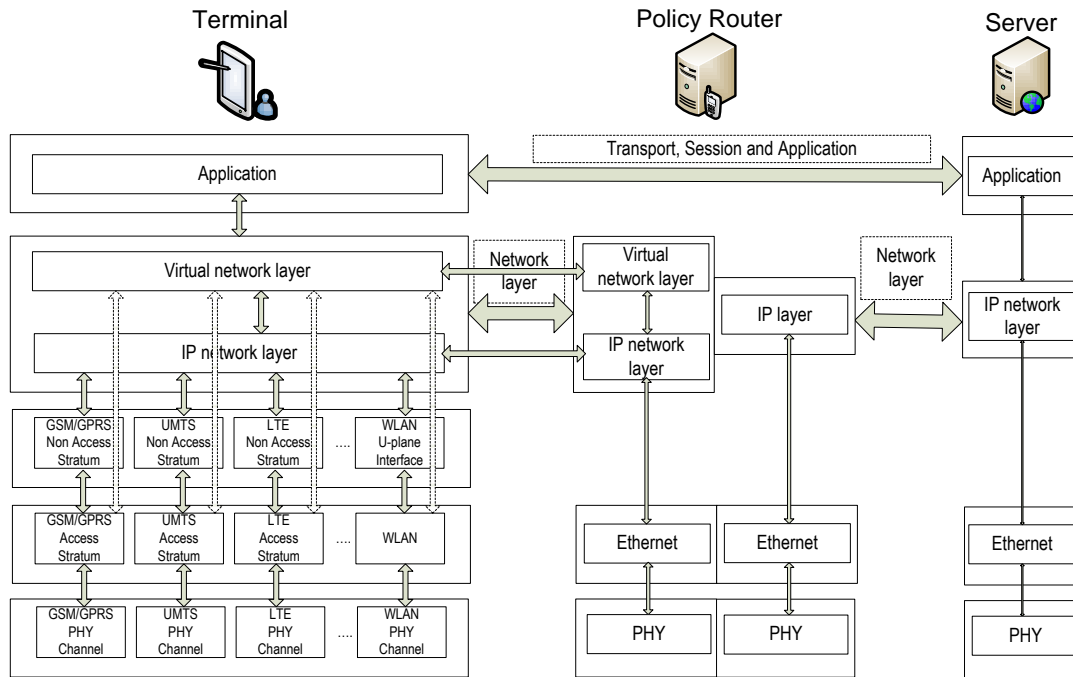 Terminal
Policy Router
Server
Transport, Session and Application
Application
Application
Virtual network layer
Network
layer
Virtual
network layer
Network
layer
IP layer
IP network
layer
IP network layer
IP network
layer
GSM/GPRS
Non Access
Stratum
UMTS
Non Access
Stratum
LTE
Non Access
Stratum
....
WLAN
U-plane
Interface
GSM/GPRS
Access
Stratum
UMTS
Access
Stratum
LTE
Access
Stratum
....
WLAN
Ethernet
Ethernet
Ethernet
GSM/GPRS
PHY
Channel
UMTS
PHY
Channel
LTE
PHY
Channel
....
WLAN
PHY
Channel
PHY
PHY
PHY